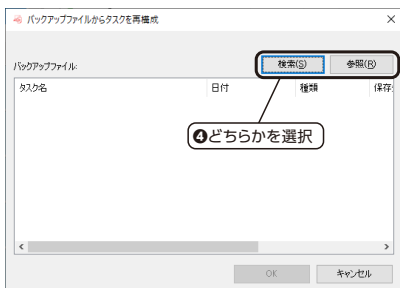 バックアップファイルからタスクを再構成
バックアップファイル:
検索(S) 参照(R)
タスク名 日付 種類 保存
❹どちらかを選択
OK キャンセル